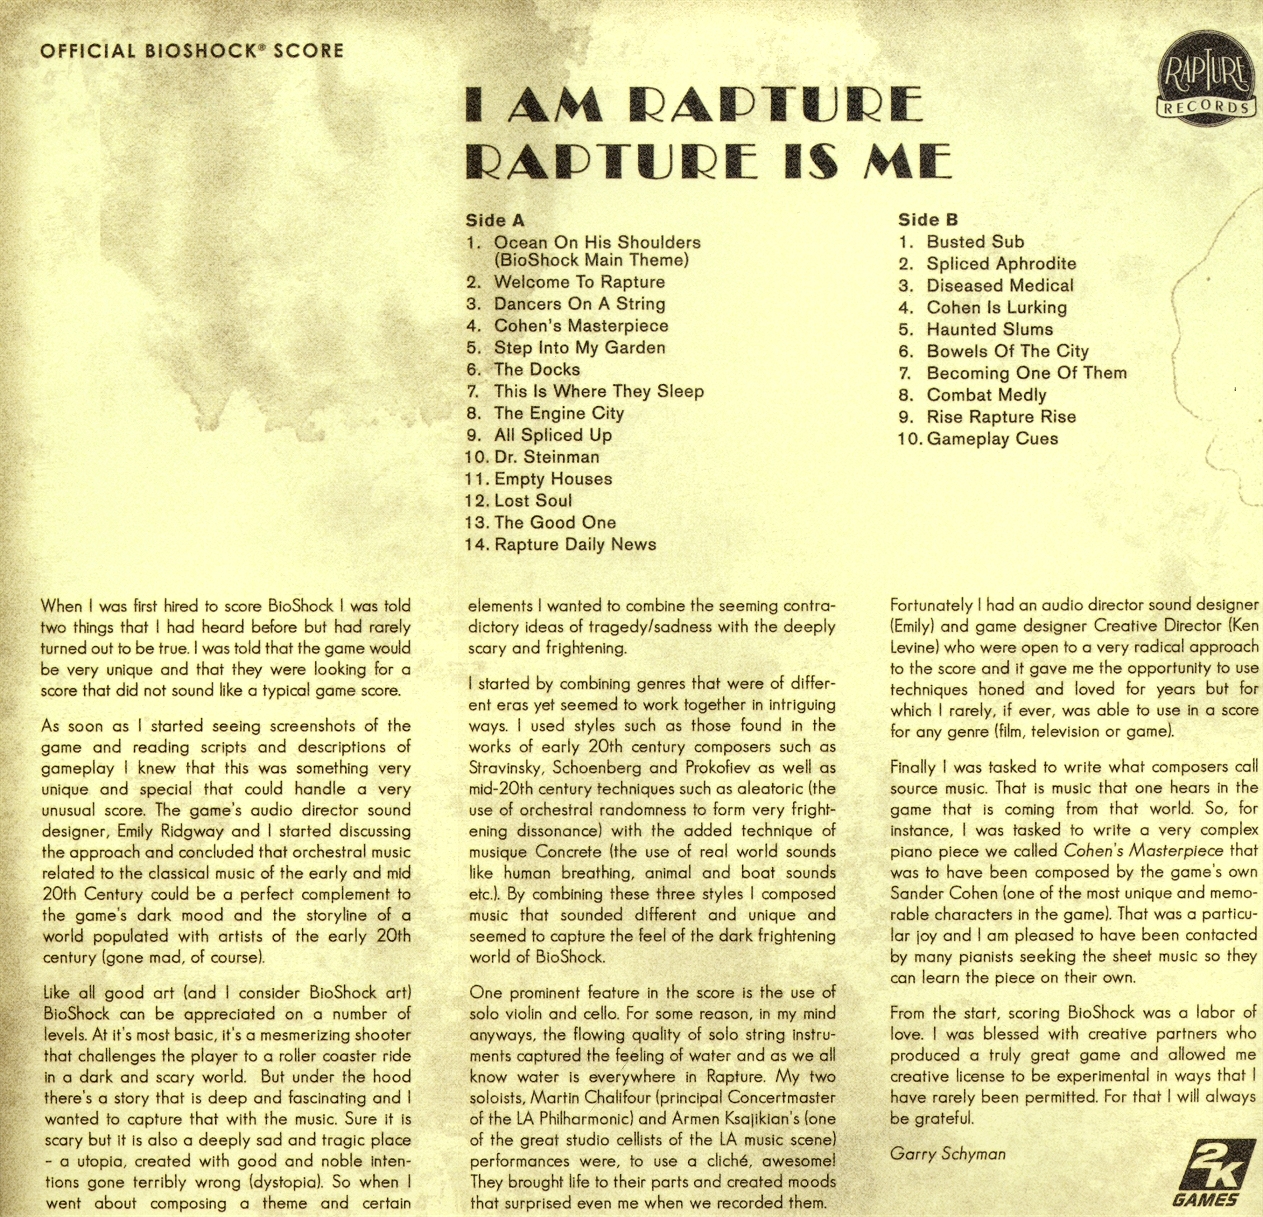 OFFICIAL BIOSHOCK® SCORE
RAPTURE
RECORDS
I AM RAPTURE
RAPTURE IS ME
Side A
1. Ocean On His Shoulders
(BioShock Main Theme)
2. Welcome To Rapture
3. Dancers On A String
4. Cohen's Masterpiece
5. Step Into My Garden
6. The Docks
7. This Is Where They Sleep
8. The Engine City
9. All Spliced Up
10. Dr. Steinman
11. Empty Houses
12. Lost Soul
13. The Good One
14. Rapture Daily News
Side B
1. Busted Sub
2. Spliced Aphrodite
3. Diseased Medical
4. Cohen Is Lurking
5. Haunted Slums
6. Bowels Of The City
7. Becoming One Of Them
8. Combat Medly
9. Rise Rapture Rise
10. Gameplay Cues
When I was first hired to score BioShock I was told
two things that I had heard before but had rarely
turned out to be true. I was told that the game would
be very unique and that they were looking for a
score that did not sound like a typical game score.
As soon as I started seeing screenshots of the
game and reading scripts and descriptions of
gameplay I knew that this was something very
unique and special that could handle a very
unusual score. The game's audio director sound
designer, Emily Ridgway and I started discussing
the approach and concluded that orchestral music
related to the classical music of the early and mid
20th Century could be a perfect complement to
the game's dark mood and the storyline of a
world populated with artists of the early 20th
century (gone mad, of course).
Like all good art (and I consider BioShock art)
BioShock can be appreciated on a number of
levels. At it's most basic, it's a mesmerizing shooter
that challenges the player to a roller coaster ride
in a dark and scary world. But under the hood
there's a story that is deep and fascinating and I
wanted to capture that with the music. Sure it is
scary but it is also a deeply sad and tragic place
- a utopia, created with good and noble inten-
tions gone terribly wrong (dystopia). So when I
went about composing a theme and certain
elements I wanted to combine the seeming contra-
dictory ideas of tragedy/sadness with the deeply
scary and frightening.
I started by combining genres that were of differ-
ent eras yet seemed to work together in intriguing
ways. I used styles such as those found in the
works of early 20th century composers such as
Stravinsky, Schoenberg and Prokofiev as well as
mid-20th century techniques such as aleatoric (the
use of orchestral randomness to form very fright-
ening dissonance) with the added technique of
musique Concrete (the use of real world sounds
like human breathing, animal and boat sounds
etc.). By combining these three styles I composed
music that sounded different and unique and
seemed to capture the feel of the dark frightening
world of BioShock.
One prominent feature in the score is the use of
solo violin and cello. For some reason, in my mind
anyways, the flowing quality of solo string instru-
ments captured the feeling of water and as we all
know water is everywhere in Rapture. My two
soloists, Martin Chalifour (principal Concertmaster
of the LA Philharmonic) and Armen Ksajikian's (one
of the great studio cellists of the LA music scene)
performances were, to use a cliché, awesome!
They brought life to their parts and created moods
that surprised even me when we recorded them.
Fortunately I had an audio director sound designer
(Emily) and game designer Creative Director (Ken
Levine) who were open to a very radical approach
to the score and it gave me the opportunity to use
techniques honed and loved for years but for
which I rarely, if ever, was able to use in a score
for any genre (film, television or game).
Finally I was tasked to write what composers call
source music. That is music that one hears in the
game that is coming from that world. So, for
instance, I was tasked to write a very complex
piano piece we called Cohen's Masterpiece that
was to have been composed by the game's own
Sander Cohen (one of the most unique and memo-
rable characters in the game). That was a particu-
lar joy and I am pleased to have been contacted
by many pianists seeking the sheet music so they
can learn the piece on their own.
From the start, scoring BioShock was a labor of
love. I was blessed with creative partners who
produced a truly great game and allowed me
creative license to be experimental in ways that I
have rarely been permitted. For that I will always
be grateful.
Garry Schyman
2K
GAMES